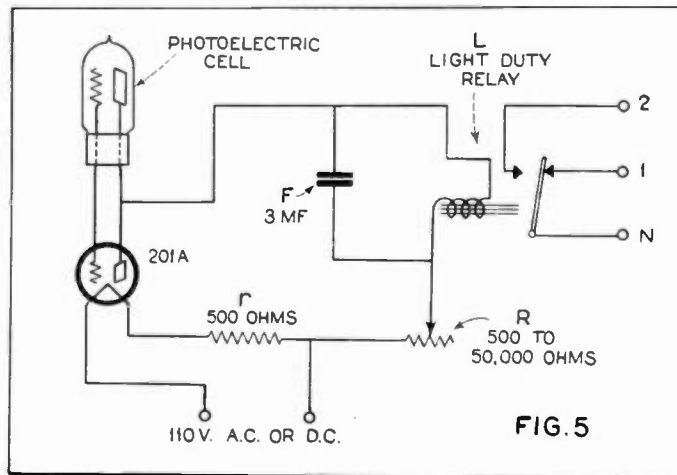 PHOTOELECTRIC
CELL
L
LIGHT DUTY
RELAY
2
F
3 MF
1
N
201A
r
500 OHMS
R
500 TO
50,000 OHMS
110 V. A.C. OR D.C.
FIG. 5